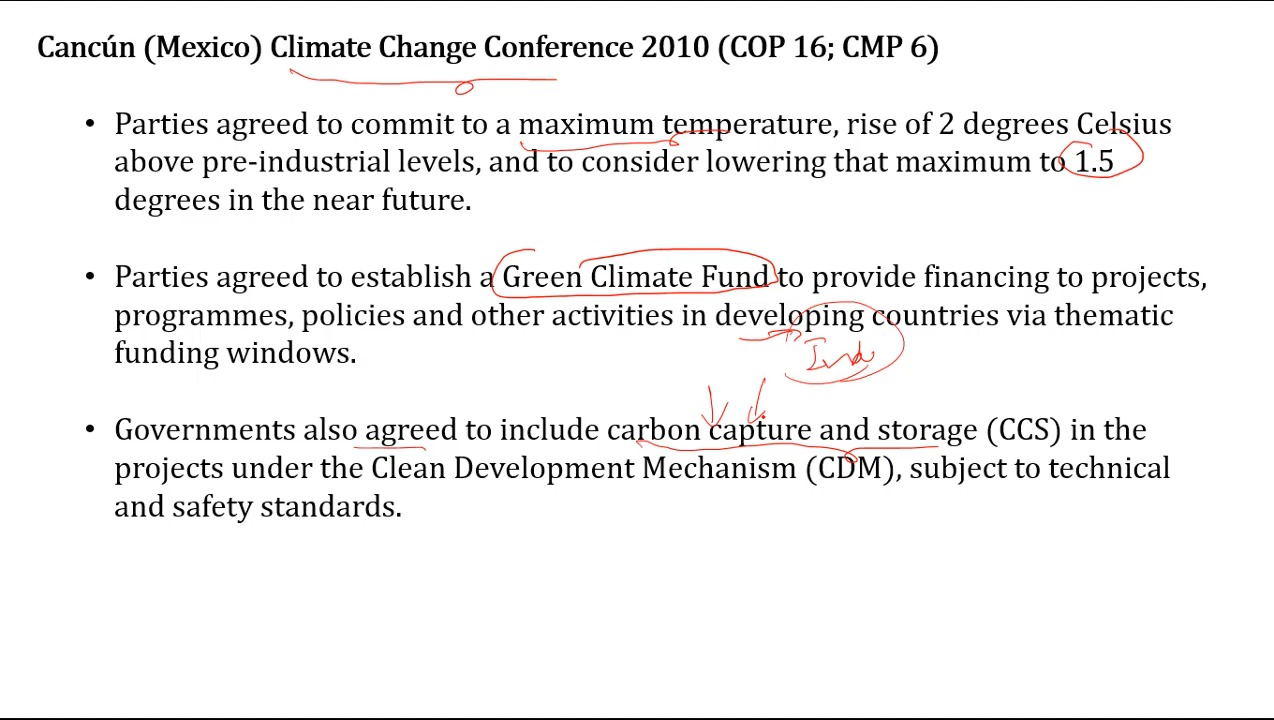 Cancún (Mexico) Climate Change Conference 2010 (COP 16; CMP 6)
• Parties agreed to commit to a maximum temperature, rise of 2 degrees Celsius
above pre-industrial levels, and to consider lowering that maximum to 1.5
degrees in the near future.
• Parties agreed to establish a Green Climate Fund to provide financing to projects,
programmes, policies and other activities in developing countries via thematic
funding windows.
• Governments also agreed to include carbon capture and storage (CCS) in the
projects under the Clean Development Mechanism (CDM), subject to technical
and safety standards.